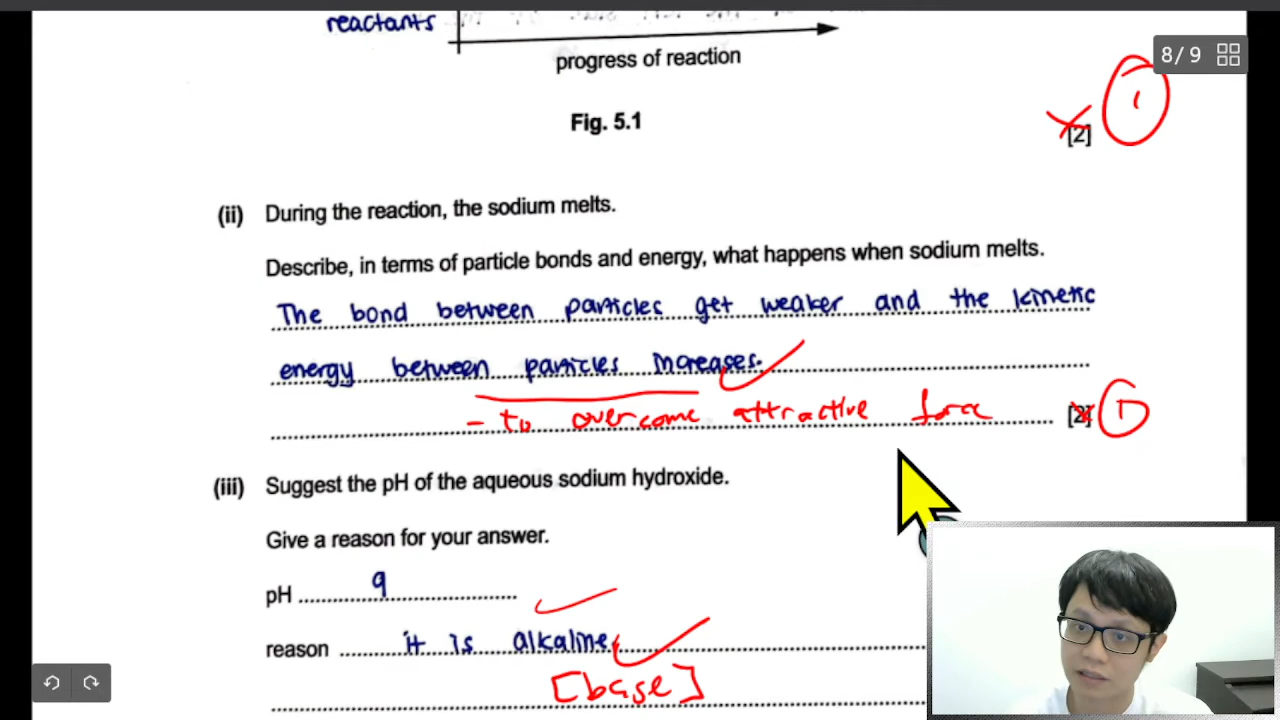 reactants
progress of reaction
8/9
1
Fig. 5.1
[2]
(ii) During the reaction, the sodium melts.
Describe, in terms of particle bonds and energy, what happens when sodium melts.
The bond between particles get weaker and the kinetic
energy between particles increases.
- to overcome attractive force [2] 1
(iii) Suggest the pH of the aqueous sodium hydroxide.
Give a reason for your answer.
pH 9
reason it is alkaline
[base]